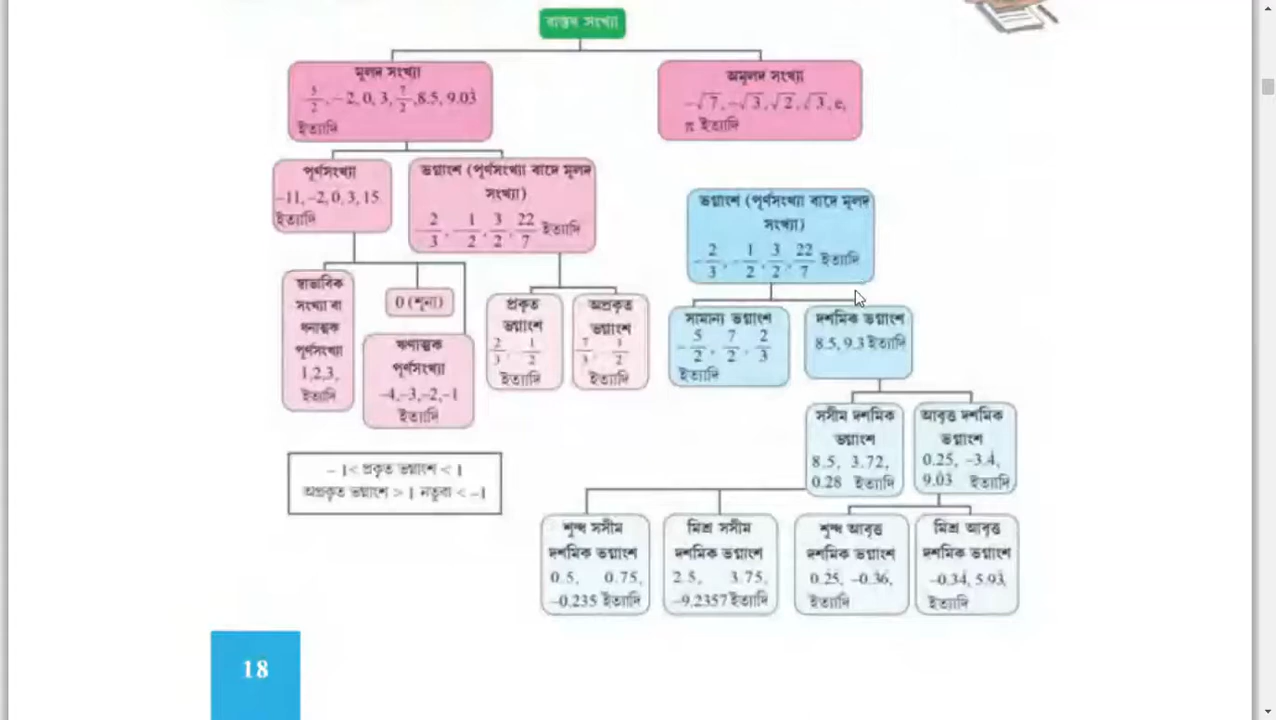 বাস্তব সংখ্যা
মূলদ সংখ্যা
5/2, −2, 0, 3, 7/2, 8.5, 9.03
ইত্যাদি
অমূলদ সংখ্যা
−√7, −√3, √2, √3, e,
π ইত্যাদি
পূর্ণসংখ্যা
−11, −2, 0, 3, 15
ইত্যাদি
ভগ্নাংশ (পূর্ণসংখ্যা বাদে মূলদ
সংখ্যা)
−2/3, −1/2, 3/2, 22/7 ইত্যাদি
স্বাভাবিক
সংখ্যা বা
ধনাত্মক
পূর্ণসংখ্যা
1,2,3,
ইত্যাদি
0 (শূন্য)
ঋণাত্মক
পূর্ণসংখ্যা
−4,−3,−2,−1
ইত্যাদি
প্রকৃত
ভগ্নাংশ
2/3, −1/2
ইত্যাদি
অপ্রকৃত
ভগ্নাংশ
7/3, 3/2
ইত্যাদি
−1< প্রকৃত ভগ্নাংশ < 1
অপ্রকৃত ভগ্নাংশ > 1 নতুবা < −1
ভগ্নাংশ (পূর্ণসংখ্যা বাদে মূলদ
সংখ্যা)
−2/3, −1/2, 3/2, 22/7 ইত্যাদি
সামান্য ভগ্নাংশ
−5/2, 7/2, 2/3
ইত্যাদি
দশমিক ভগ্নাংশ
8.5, 9.3 ইত্যাদি
সসীম দশমিক
ভগ্নাংশ
8.5, 3.72,
0.28 ইত্যাদি
আবৃত্ত দশমিক
ভগ্নাংশ
0.25, −3.4̇,
9.03 ইত্যাদি
শুদ্ধ সসীম
দশমিক ভগ্নাংশ
0.5, 0.75,
−0.235 ইত্যাদি
মিশ্র সসীম
দশমিক ভগ্নাংশ
2.5, 3.75,
−9.2357 ইত্যাদি
শুদ্ধ আবৃত্ত
দশমিক ভগ্নাংশ
0.2̇5̇, −0.3̇6̇,
ইত্যাদি
মিশ্র আবৃত্ত
দশমিক ভগ্নাংশ
−0.34̇, 5.93̇,
ইত্যাদি
18